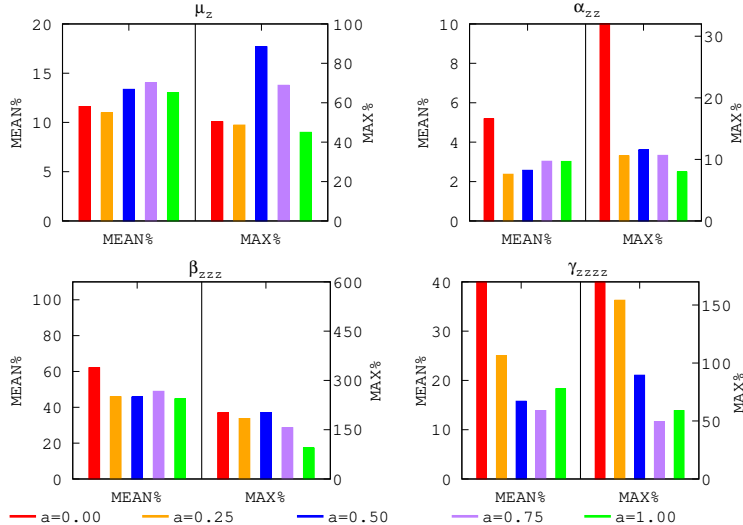 μz αzz
20 100 10
15 80 8 30
10 60 6 20
5 40 4 10
0 20 2 0
0 0
MEAN% MAX% MEAN% MAX%
MEAN% MAX% MEAN% MAX%
βzzz γzzzz
100 600 40 150
80 450 30 100
60 300 20 50
40 150 10 0
20 0 0
0
MEAN% MAX% MEAN% MAX%
MEAN% MAX% MEAN% MAX%
a=0.00 a=0.25 a=0.50 a=0.75 a=1.00